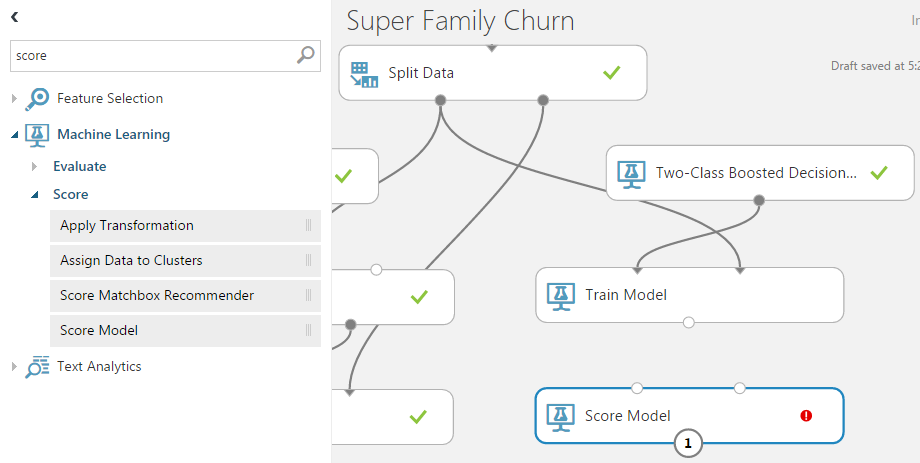 score
Feature Selection
Machine Learning
Evaluate
Score
Apply Transformation
Assign Data to Clusters
Score Matchbox Recommender
Score Model
Text Analytics
Super Family Churn
In
Draft saved at 5:2
Split Data
Two-Class Boosted Decision...
Train Model
Score Model
1